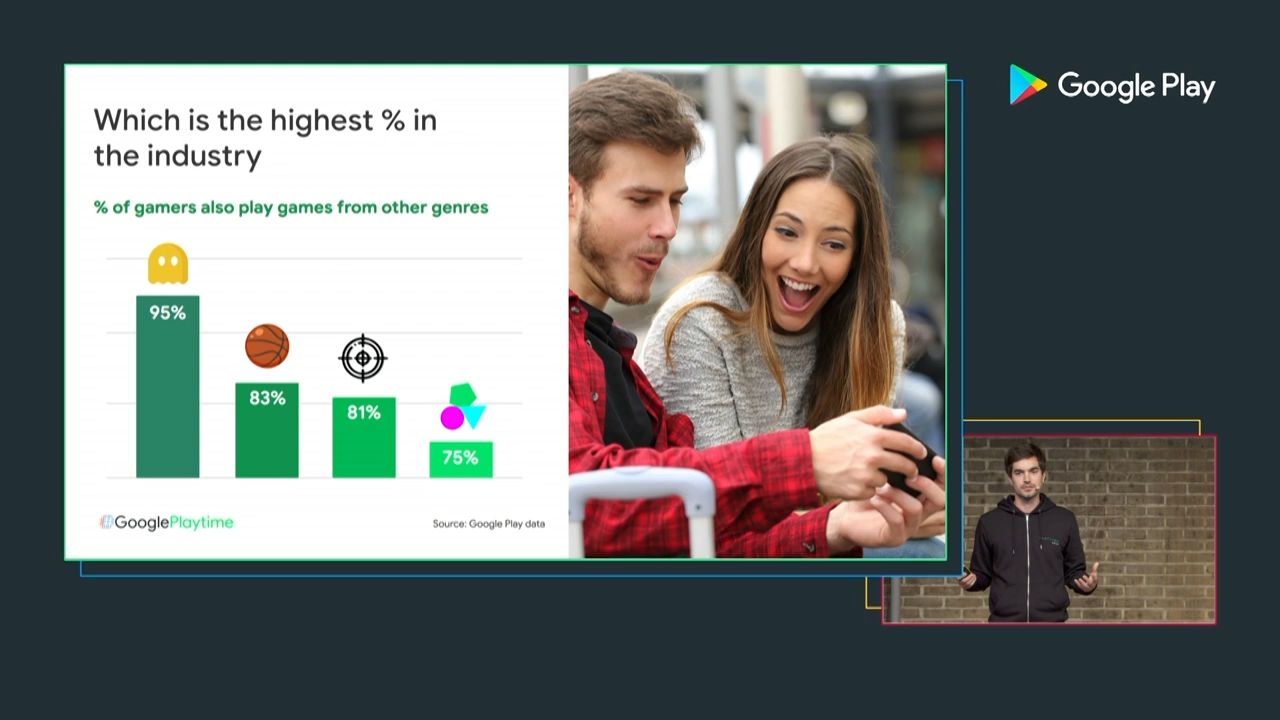 Google Play
Which is the highest % in
the industry
% of gamers also play games from other genres
95%
83%
81%
75%
#GooglePlaytime
Source: Google Play data